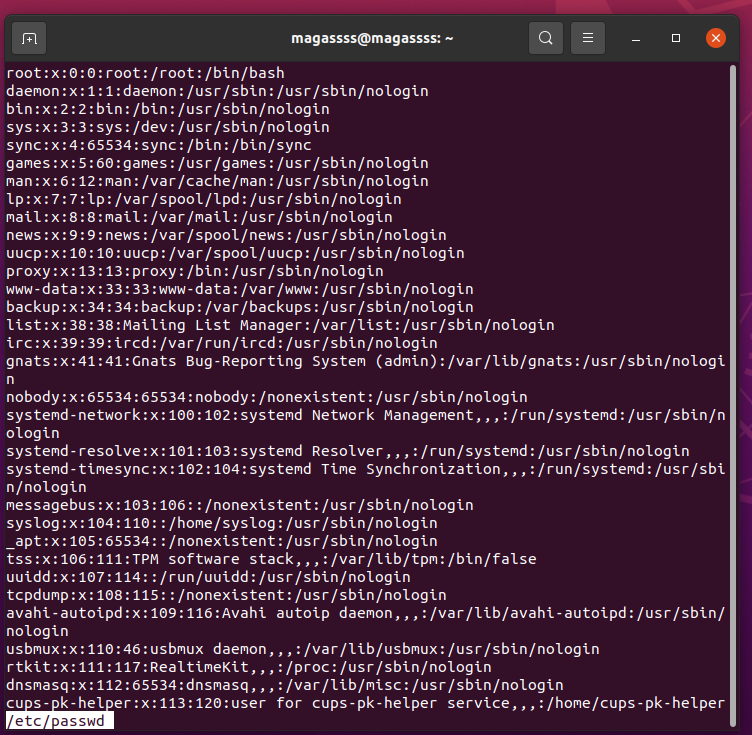 magassss@magassss: ~
root:x:0:0:root:/root:/bin/bash
daemon:x:1:1:daemon:/usr/sbin:/usr/sbin/nologin
bin:x:2:2:bin:/bin:/usr/sbin/nologin
sys:x:3:3:sys:/dev:/usr/sbin/nologin
sync:x:4:65534:sync:/bin:/bin/sync
games:x:5:60:games:/usr/games:/usr/sbin/nologin
man:x:6:12:man:/var/cache/man:/usr/sbin/nologin
lp:x:7:7:lp:/var/spool/lpd:/usr/sbin/nologin
mail:x:8:8:mail:/var/mail:/usr/sbin/nologin
news:x:9:9:news:/var/spool/news:/usr/sbin/nologin
uucp:x:10:10:uucp:/var/spool/uucp:/usr/sbin/nologin
proxy:x:13:13:proxy:/bin:/usr/sbin/nologin
www-data:x:33:33:www-data:/var/www:/usr/sbin/nologin
backup:x:34:34:backup:/var/backups:/usr/sbin/nologin
list:x:38:38:Mailing List Manager:/var/list:/usr/sbin/nologin
irc:x:39:39:ircd:/var/run/ircd:/usr/sbin/nologin
gnats:x:41:41:Gnats Bug-Reporting System (admin):/var/lib/gnats:/usr/sbin/nologi
n
nobody:x:65534:65534:nobody:/nonexistent:/usr/sbin/nologin
systemd-network:x:100:102:systemd Network Management,,,:/run/systemd:/usr/sbin/n
ologin
systemd-resolve:x:101:103:systemd Resolver,,,:/run/systemd:/usr/sbin/nologin
systemd-timesync:x:102:104:systemd Time Synchronization,,,:/run/systemd:/usr/sbi
n/nologin
messagebus:x:103:106::/nonexistent:/usr/sbin/nologin
syslog:x:104:110::/home/syslog:/usr/sbin/nologin
_apt:x:105:65534::/nonexistent:/usr/sbin/nologin
tss:x:106:111:TPM software stack,,,:/var/lib/tpm:/bin/false
uuidd:x:107:114::/run/uuidd:/usr/sbin/nologin
tcpdump:x:108:115::/nonexistent:/usr/sbin/nologin
avahi-autoipd:x:109:116:Avahi autoip daemon,,,:/var/lib/avahi-autoipd:/usr/sbin/
nologin
usbmux:x:110:46:usbmux daemon,,,:/var/lib/usbmux:/usr/sbin/nologin
rtkit:x:111:117:RealtimeKit,,,:/proc:/usr/sbin/nologin
dnsmasq:x:112:65534:dnsmasq,,,:/var/lib/misc:/usr/sbin/nologin
cups-pk-helper:x:113:120:user for cups-pk-helper service,,,:/home/cups-pk-helper
/etc/passwd